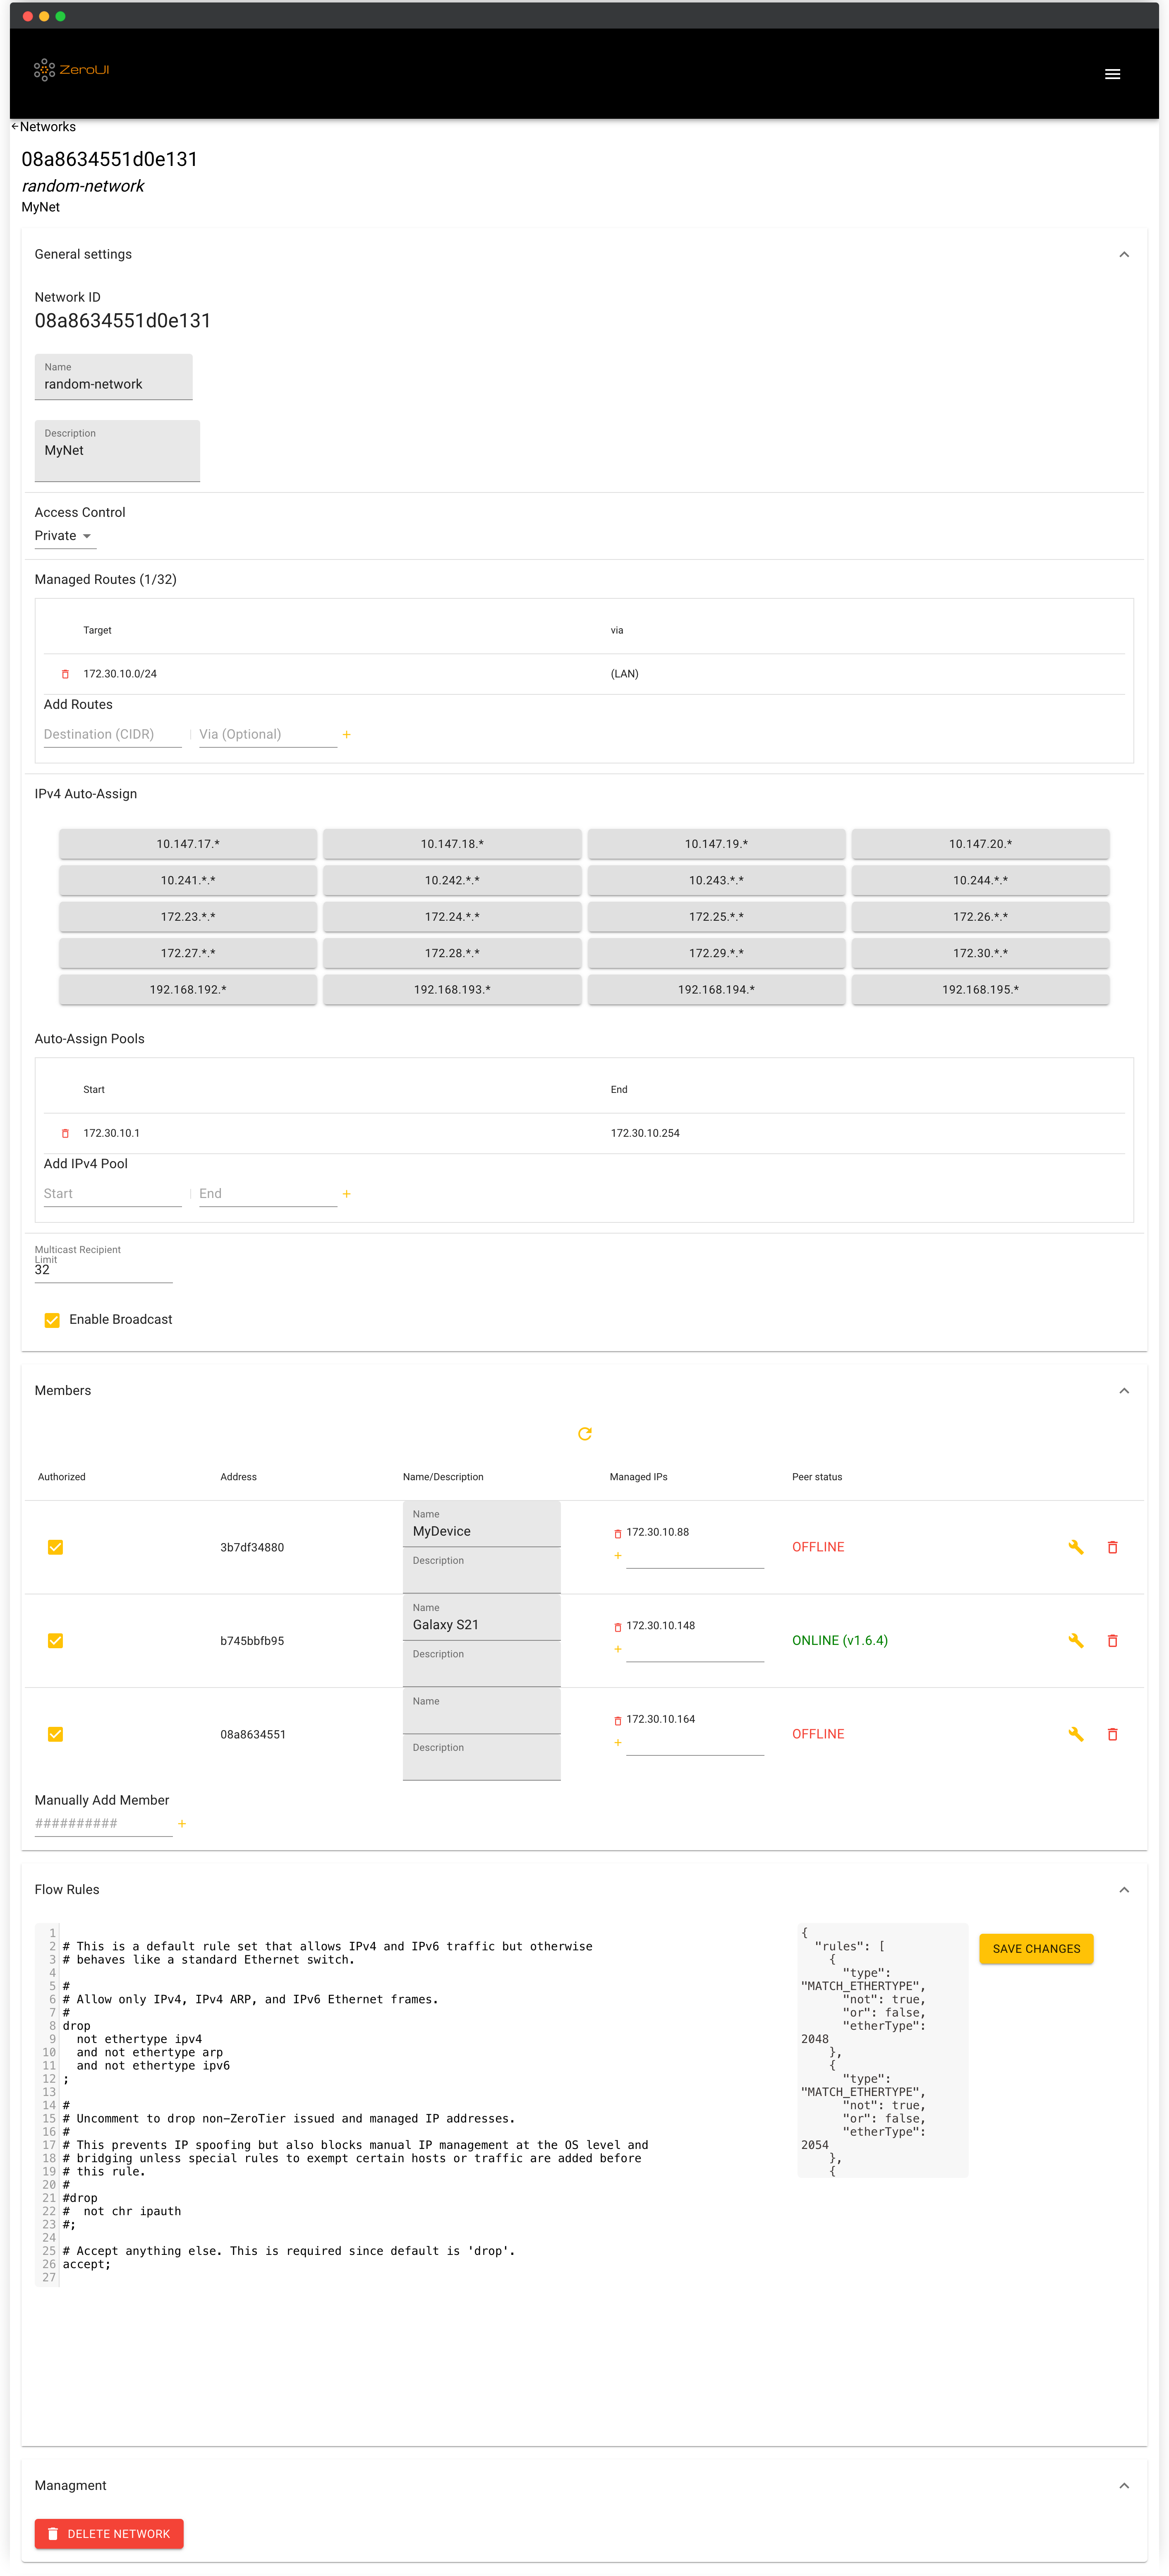 ZeroUI
Networks
08a8634551d0e131
random-network
MyNet
General settings
Network ID
08a8634551d0e131
Name
random-network
Description
MyNet
Access Control
Private
Managed Routes (1/32)
Target via
172.30.10.0/24 (LAN)
Add Routes
Destination (CIDR) | Via (Optional) +
IPv4 Auto-Assign
10.147.17.* 10.147.18.* 10.147.19.* 10.147.20.*
10.241.*.* 10.242.*.* 10.243.*.* 10.244.*.*
172.23.*.* 172.24.*.* 172.25.*.* 172.26.*.*
172.27.*.* 172.28.*.* 172.29.*.* 172.30.*.*
192.168.192.* 192.168.193.* 192.168.194.* 192.168.195.*
Auto-Assign Pools
Start End
172.30.10.1 172.30.10.254
Add IPv4 Pool
Start | End +
Multicast Recipient
Limit
32
Enable Broadcast
Members
Authorized Address Name/Description Managed IPs Peer status
Name
MyDevice
Description
3b7df34880
172.30.10.88
+
OFFLINE
Name
Galaxy S21
Description
b745bbfb95
172.30.10.148
+
ONLINE (v1.6.4)
Name
Description
08a8634551
172.30.10.164
+
OFFLINE
Manually Add Member
########## +
Flow Rules
1
2 # This is a default rule set that allows IPv4 and IPv6 traffic but otherwise
3 # behaves like a standard Ethernet switch.
4
5 #
6 # Allow only IPv4, IPv4 ARP, and IPv6 Ethernet frames.
7 #
8 drop
9   not ethertype ipv4
10   and not ethertype arp
11   and not ethertype ipv6
12 ;
13
14 #
15 # Uncomment to drop non-ZeroTier issued and managed IP addresses.
16 #
17 # This prevents IP spoofing but also blocks manual IP management at the OS level and
18 # bridging unless special rules to exempt certain hosts or traffic are added before
19 # this rule.
20 #
21 #drop
22 #  not chr ipauth
23 #;
24
25 # Accept anything else. This is required since default is 'drop'.
26 accept;
27
{
  "rules": [
    {
      "type":
"MATCH_ETHERTYPE",
      "not": true,
      "or": false,
      "etherType":
2048
    },
    {
      "type":
"MATCH_ETHERTYPE",
      "not": true,
      "or": false,
      "etherType":
2054
    },
    {
SAVE CHANGES
Managment
DELETE NETWORK